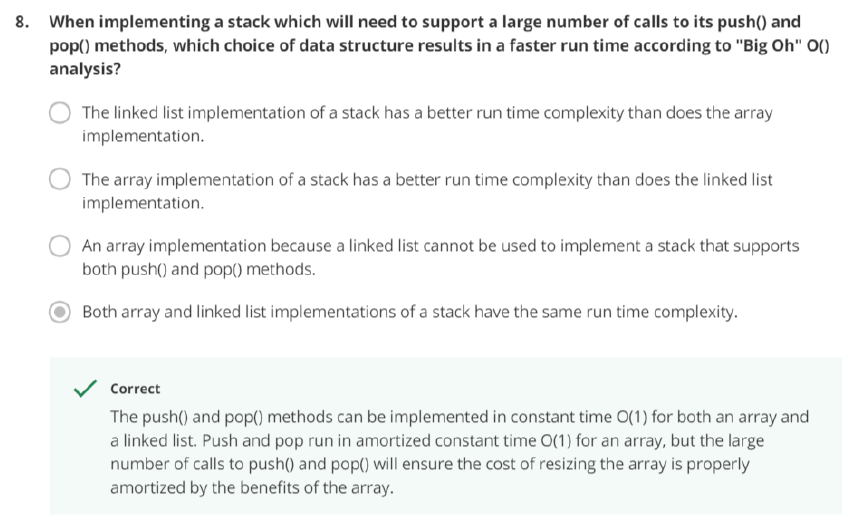 8. When implementing a stack which will need to support a large number of calls to its push() and
pop() methods, which choice of data structure results in a faster run time according to "Big Oh" O()
analysis?
The linked list implementation of a stack has a better run time complexity than does the array
implementation.
The array implementation of a stack has a better run time complexity than does the linked list
implementation.
An array implementation because a linked list cannot be used to implement a stack that supports
both push() and pop() methods.
Both array and linked list implementations of a stack have the same run time complexity.
Correct
The push() and pop() methods can be implemented in constant time O(1) for both an array and
a linked list. Push and pop run in amortized constant time O(1) for an array, but the large
number of calls to push() and pop() will ensure the cost of resizing the array is properly
amortized by the benefits of the array.